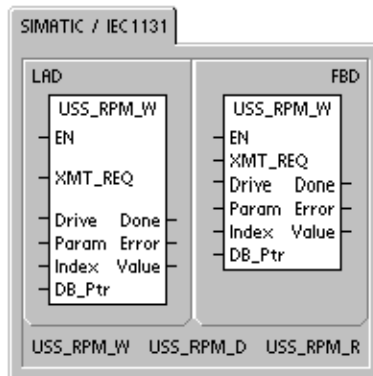 SIMATIC / IEC1131
LAD
USS_RPM_W
EN
XMT_REQ
Drive Done
Param Error
Index Value
DB_Ptr
FBD
USS_RPM_W
EN
XMT_REQ
Drive Done
Param Error
Index Value
DB_Ptr
USS_RPM_W USS_RPM_D USS_RPM_R